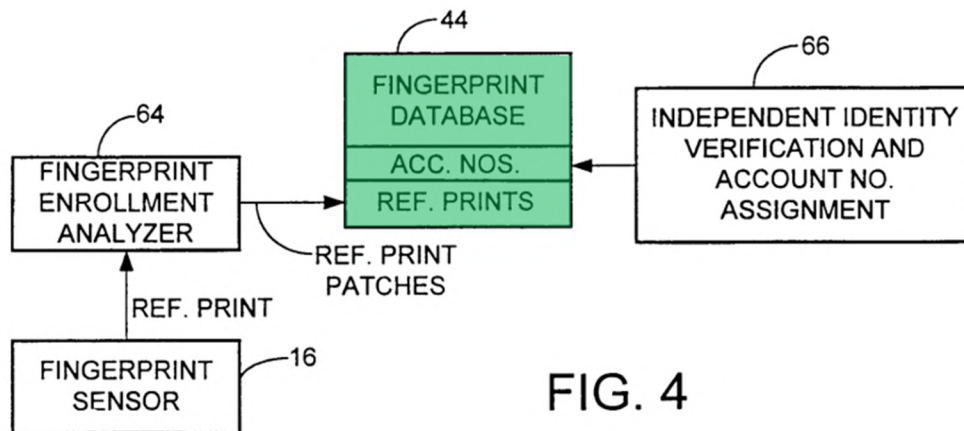 44
66
64
FINGERPRINT
DATABASE
ACC. NOS.
REF. PRINTS
INDEPENDENT IDENTITY
VERIFICATION AND
ACCOUNT NO.
ASSIGNMENT
FINGERPRINT
ENROLLMENT
ANALYZER
REF. PRINT
PATCHES
REF. PRINT
16
FINGERPRINT
SENSOR
FIG. 4